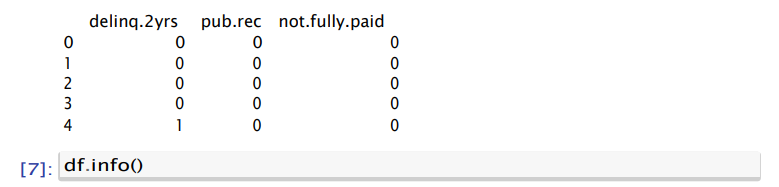 delinq.2yrs pub.rec not.fully.paid
0 0 0 0
1 0 0 0
2 0 0 0
3 0 0 0
4 1 0 0
[7]: df.info()